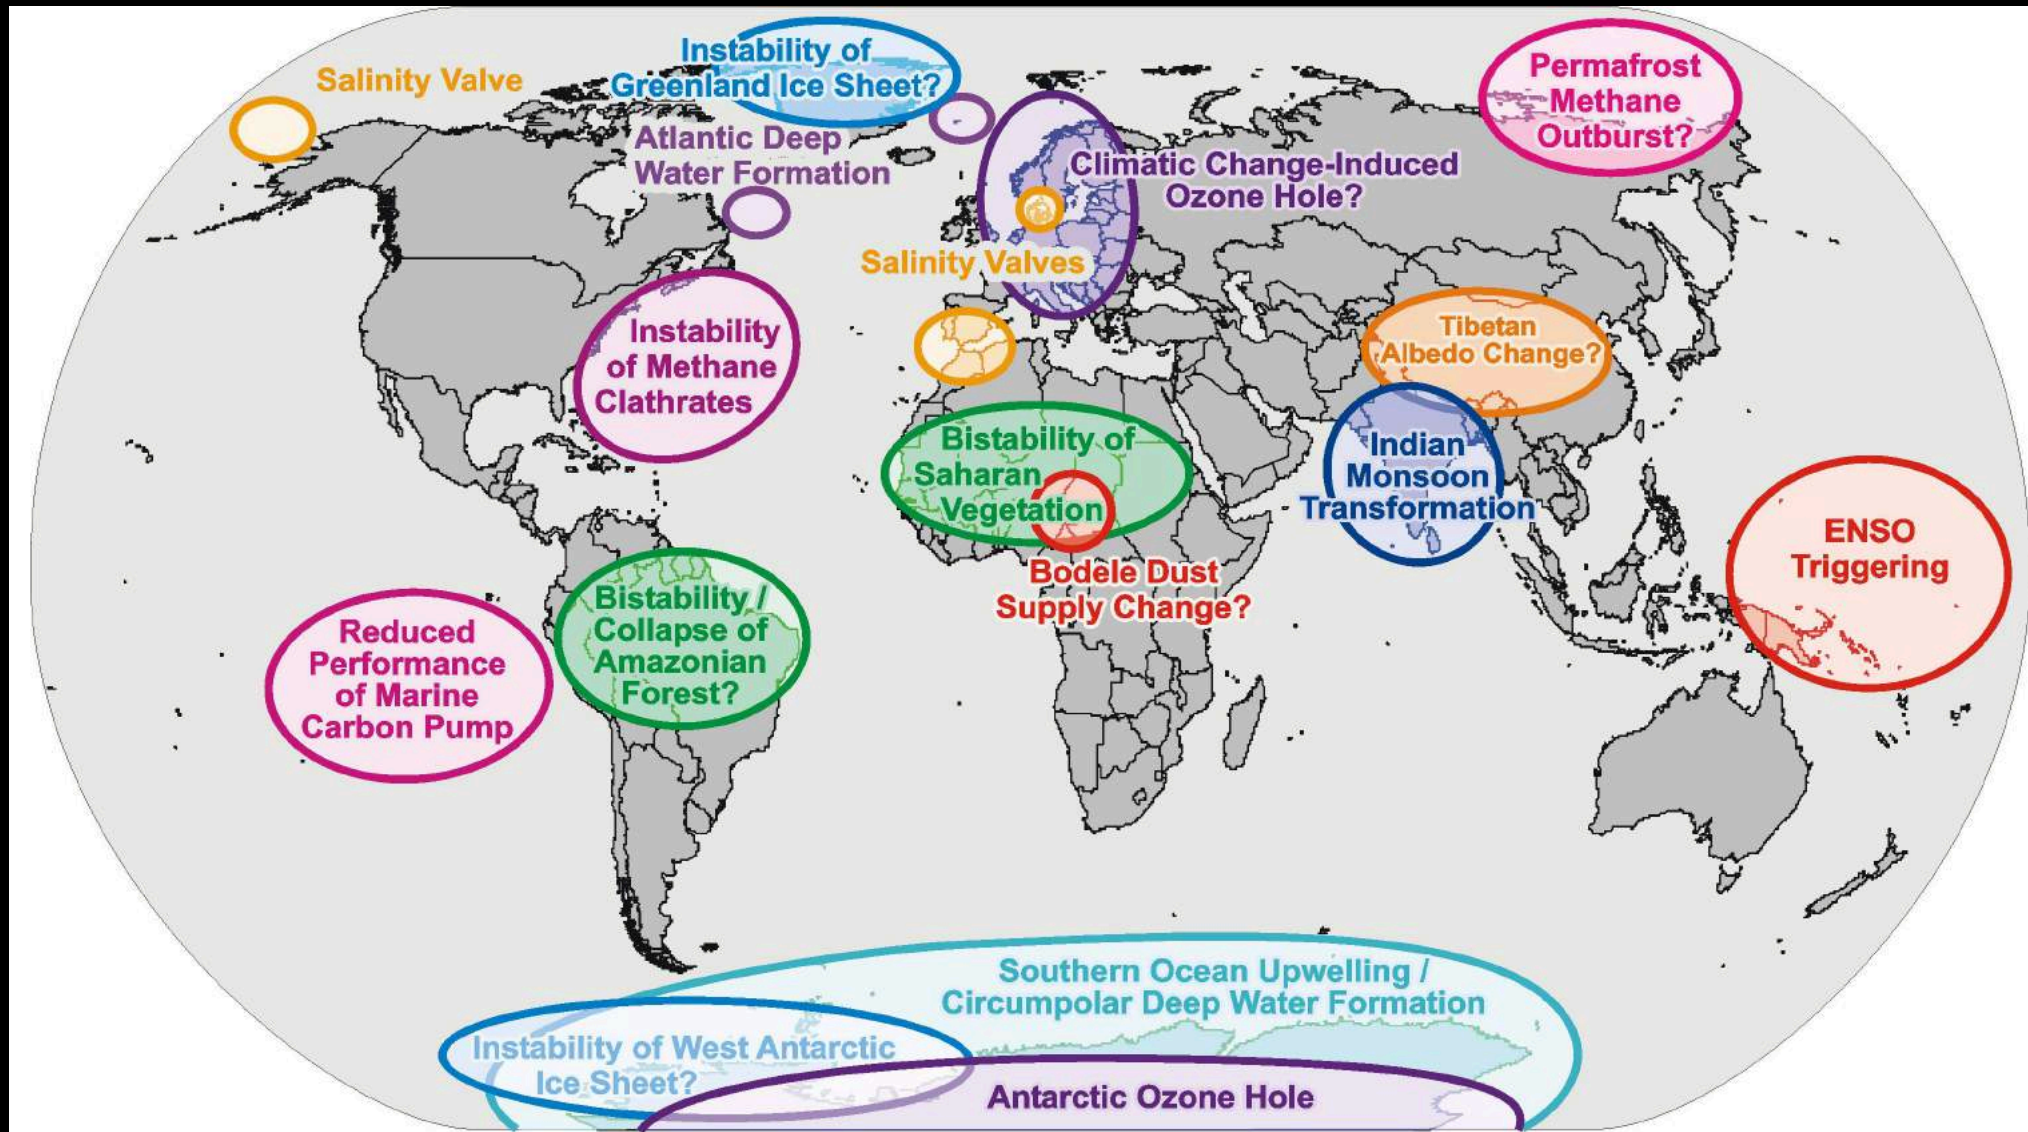 Salinity Valve
Instability of
Greenland Ice Sheet?
Permafrost
Methane
Outburst?
Atlantic Deep
Water Formation
Climatic Change-Induced
Ozone Hole?
Salinity Valves
Instability
of Methane
Clathrates
Tibetan
Albedo Change?
Bistability of
Saharan
Vegetation
Indian
Monsoon
Transformation
ENSO
Triggering
Bodele Dust
Supply Change?
Bistability /
Collapse of
Amazonian
Forest?
Reduced
Performance
of Marine
Carbon Pump
Southern Ocean Upwelling /
Circumpolar Deep Water Formation
Instability of West Antarctic
Ice Sheet?
Antarctic Ozone Hole